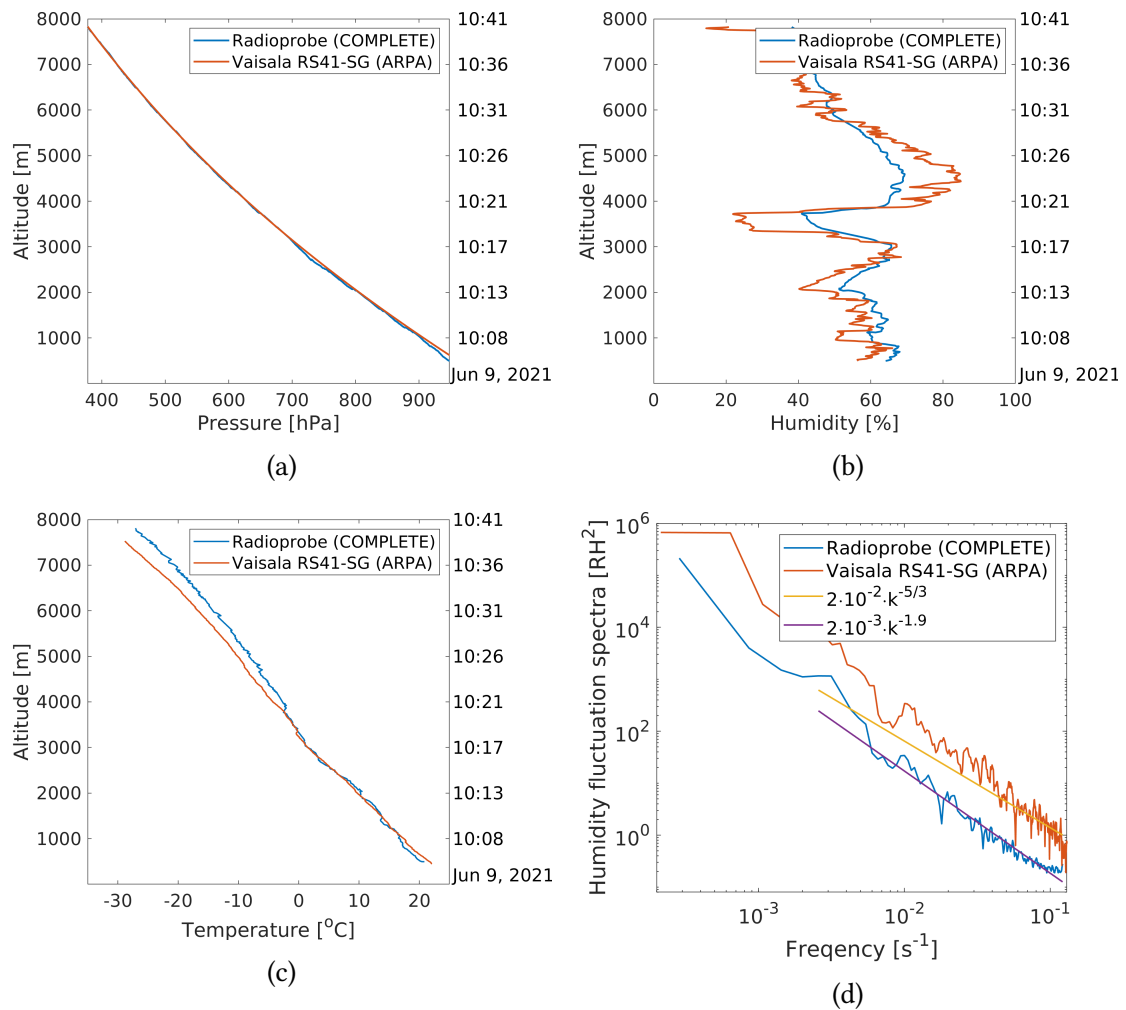 8000
7000
6000
5000
4000
3000
2000
1000
Altitude [m]
400 500 600 700 800 900
Pressure [hPa]
10:41
10:36
10:31
10:26
10:21
10:17
10:13
10:08
Jun 9, 2021
Radioprobe (COMPLETE)
Vaisala RS41-SG (ARPA)
(a)
8000
7000
6000
5000
4000
3000
2000
1000
Altitude [m]
0 20 40 60 80 100
Humidity [%]
10:41
10:36
10:31
10:26
10:21
10:17
10:13
10:08
Jun 9, 2021
Radioprobe (COMPLETE)
Vaisala RS41-SG (ARPA)
(b)
8000
7000
6000
5000
4000
3000
2000
1000
Altitude [m]
-30 -20 -10 0 10 20
Temperature [°C]
10:41
10:36
10:31
10:26
10:21
10:17
10:13
10:08
Jun 9, 2021
Radioprobe (COMPLETE)
Vaisala RS41-SG (ARPA)
(c)
10⁶
10⁴
10²
10⁰
Humidity fluctuation spectra [RH²]
10⁻³ 10⁻² 10⁻¹
Freqency [s⁻¹]
Radioprobe (COMPLETE)
Vaisala RS41-SG (ARPA)
2·10⁻²·k⁻⁵ᐟ³
2·10⁻³·k⁻¹·⁹
(d)